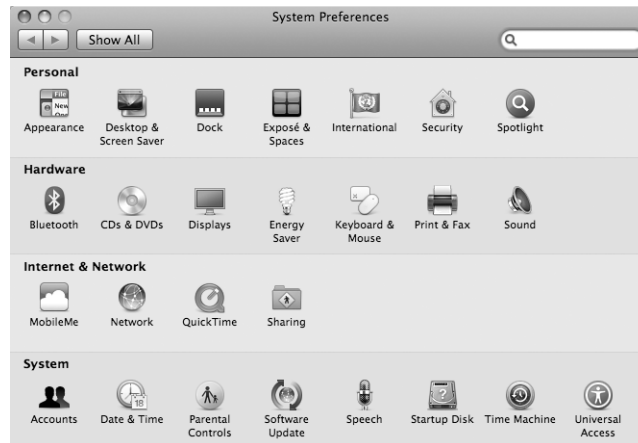 System Preferences
Show All
Personal
Appearance Desktop & Screen Saver Dock Exposé & Spaces International Security Spotlight
Hardware
Bluetooth CDs & DVDs Displays Energy Saver Keyboard & Mouse Print & Fax Sound
Internet & Network
MobileMe Network QuickTime Sharing
System
Accounts Date & Time Parental Controls Software Update Speech Startup Disk Time Machine Universal Access